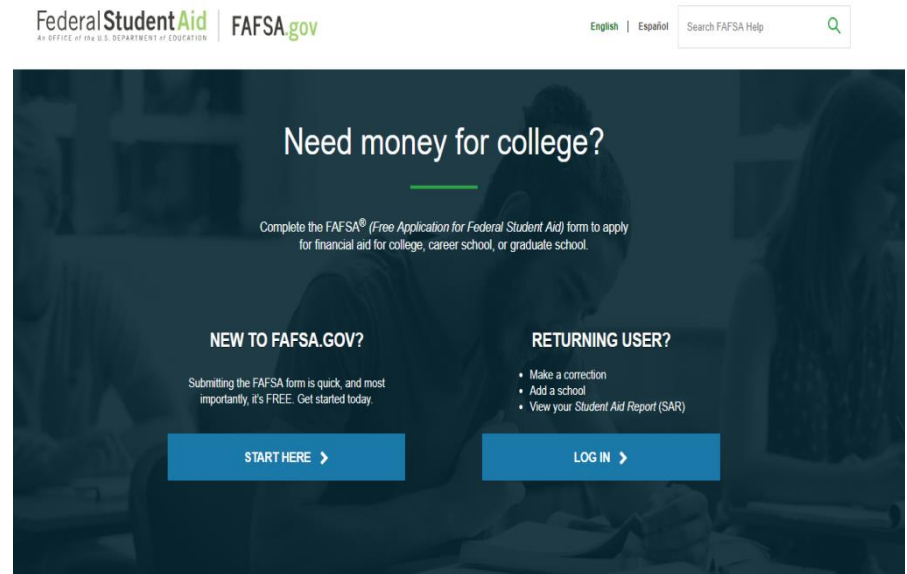 Federal Student Aid
An OFFICE of the U.S. DEPARTMENT of EDUCATION
FAFSA.gov
English | Español
Search FAFSA Help
Need money for college?
Complete the FAFSA® (Free Application for Federal Student Aid) form to apply
for financial aid for college, career school, or graduate school.
NEW TO FAFSA.GOV?
Submitting the FAFSA form is quick, and most
importantly, it's FREE. Get started today.
START HERE
RETURNING USER?
• Make a correction
• Add a school
• View your Student Aid Report (SAR)
LOG IN